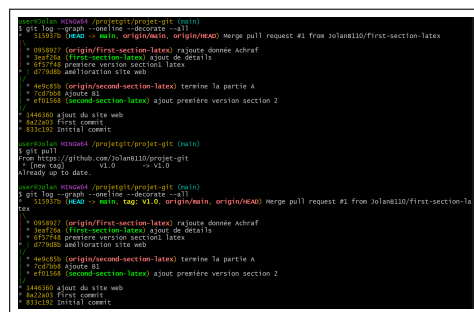 user@Jolan MINGW64 /projetgit/projet-git (main)
$ git log --graph --oneline --decorate --all
*   515937b (HEAD -> main, origin/main, origin/HEAD) Merge pull request #1 from JolanB110/first-section-latex
|\
| * 0958927 (origin/first-section-latex) rajoute donnée Achraf
| * 3eaf26a (first-section-latex) ajout de détails
| * 6f57f48 premiere version section1 latex
* | d779d8b amélioration site web
|/
| * 4e9c85b (origin/second-section-latex) termine la partie A
| * 7cd7bb8 Ajoute B1
| * ef01568 (second-section-latex) ajout première version section 2
|/
* 1446360 ajout du site web
* 8a22a03 first commit
* 833c192 Initial commit
user@Jolan MINGW64 /projetgit/projet-git (main)
$ git pull
From https://github.com/JolanB110/projet-git
 * [new tag]         V1.0       -> V1.0
Already up to date.
user@Jolan MINGW64 /projetgit/projet-git (main)
$ git log --graph --oneline --decorate --all
*   515937b (HEAD -> main, tag: V1.0, origin/main, origin/HEAD) Merge pull request #1 from JolanB110/first-section-la
tex
|\
| * 0958927 (origin/first-section-latex) rajoute donnée Achraf
| * 3eaf26a (first-section-latex) ajout de détails
| * 6f57f48 premiere version section1 latex
* | d779d8b amélioration site web
|/
| * 4e9c85b (origin/second-section-latex) termine la partie A
| * 7cd7bb8 Ajoute B1
| * ef01568 (second-section-latex) ajout première version section 2
|/
* 1446360 ajout du site web
* 8a22a03 first commit
* 833c192 Initial commit